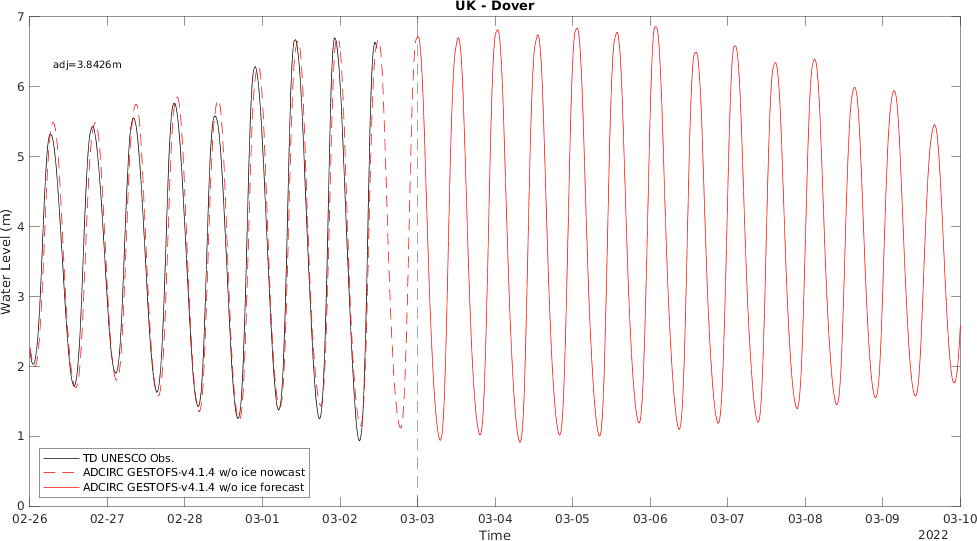 UK - Dover
adj=3.8426m
7
6
5
4
3
2
1
0
Water Level (m)
TD UNESCO Obs.
ADCIRC GESTOFS-v4.1.4 w/o ice nowcast
ADCIRC GESTOFS-v4.1.4 w/o ice forecast
02-26 02-27 02-28 03-01 03-02 03-03 03-04 03-05 03-06 03-07 03-08 03-09 03-10
Time
2022